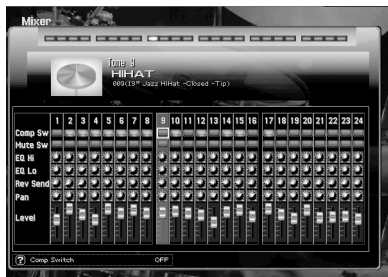 Mixer
Tone 9
HIHAT
009(13" Jazz HiHat -Closed -Tip)
1 2 3 4 5 6 7 8 9 10 11 12 13 14 15 16 17 18 19 20 21 22 23 24
Comp Sw
Mute Sw
EQ Hi
EQ Lo
Rev Send
Pan
Level
? Comp Switch OFF